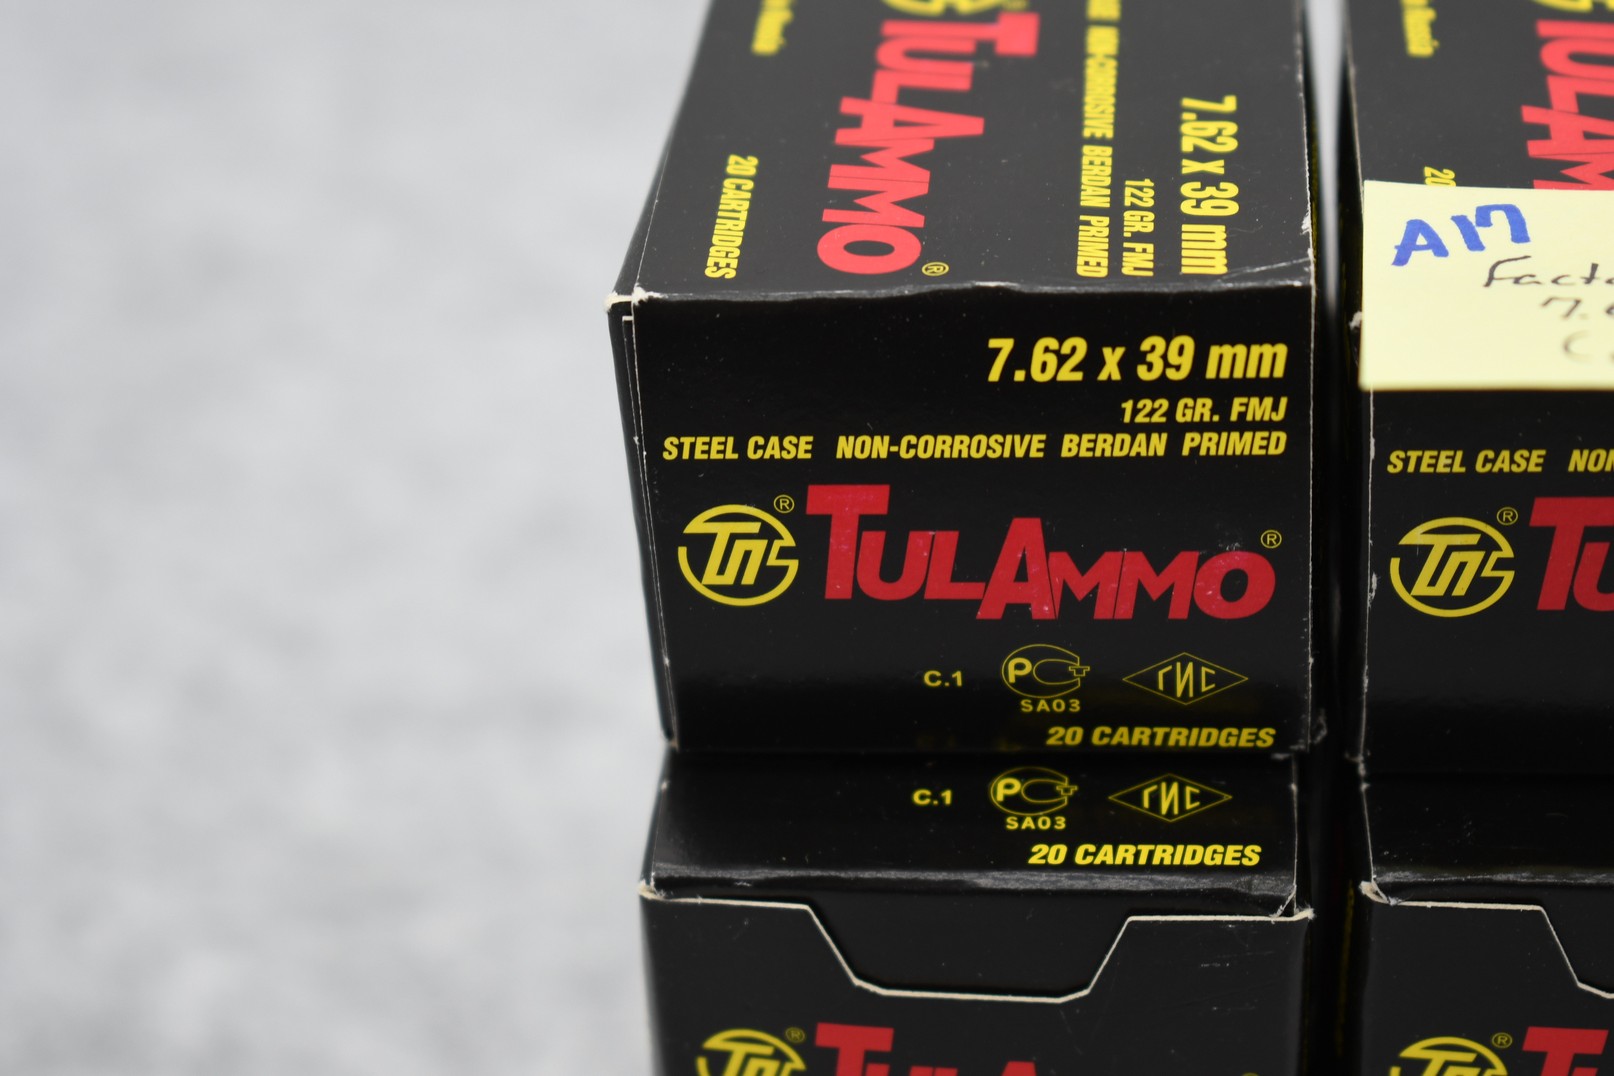 TULAMMO®
20 CARTRIDGES
NON-CORROSIVE BERDAN PRIMED
122 GR. FMJ
7.62 x 39 mm
7.62 x 39 mm
122 GR. FMJ
STEEL CASE NON-CORROSIVE BERDAN PRIMED
® TULAMMO®
C.1 РСТ ГИС
SA03
20 CARTRIDGES
C.1 РСТ ГИС
SA03
20 CARTRIDGES
A17
STEEL CASE
®